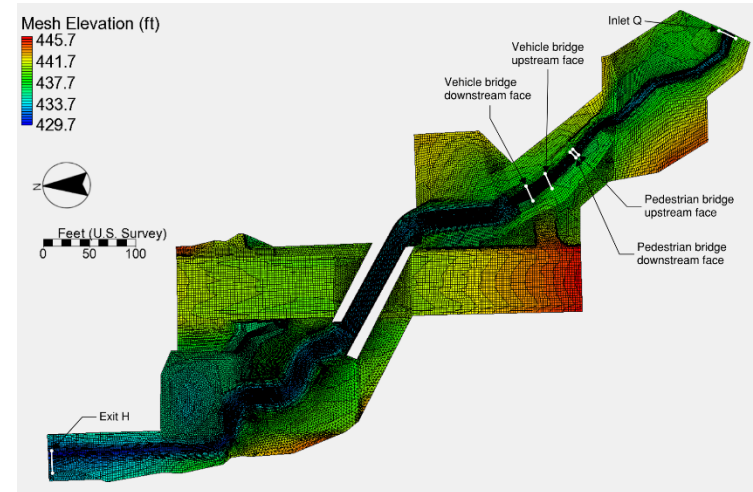 Mesh Elevation (ft)
445.7
441.7
437.7
433.7
429.7
N
Feet (U.S. Survey)
0 50 100
Inlet Q
Vehicle bridge
upstream face
Vehicle bridge
downstream face
Pedestrian bridge
upstream face
Pedestrian bridge
downstream face
Exit H